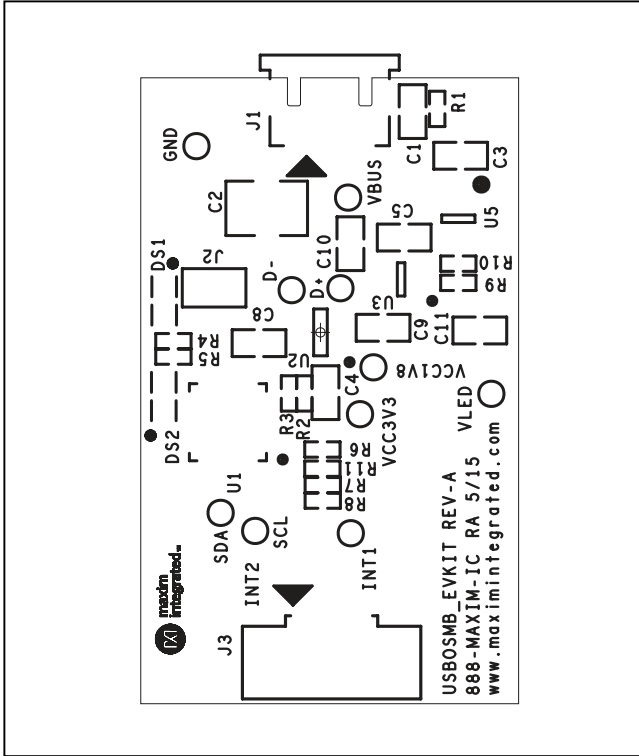 J1
R1
C1
C3
GND
VBUS
C2
C5
U5
C10
DS1
J2
D-
D+
R10
R9
U3
C8
C9
C11
R4
R5
U2
C4
VCC1V8
VLED
DS2
R3
R2
VCC3V3
R6
R11
R7
R8
U1
SDA
SCL
INT2
INT1
maxim
integrated™
J3
USBOSMB_EVKIT REV-A
888-MAXIM-IC RA 5/15
www.maximintegrated.com